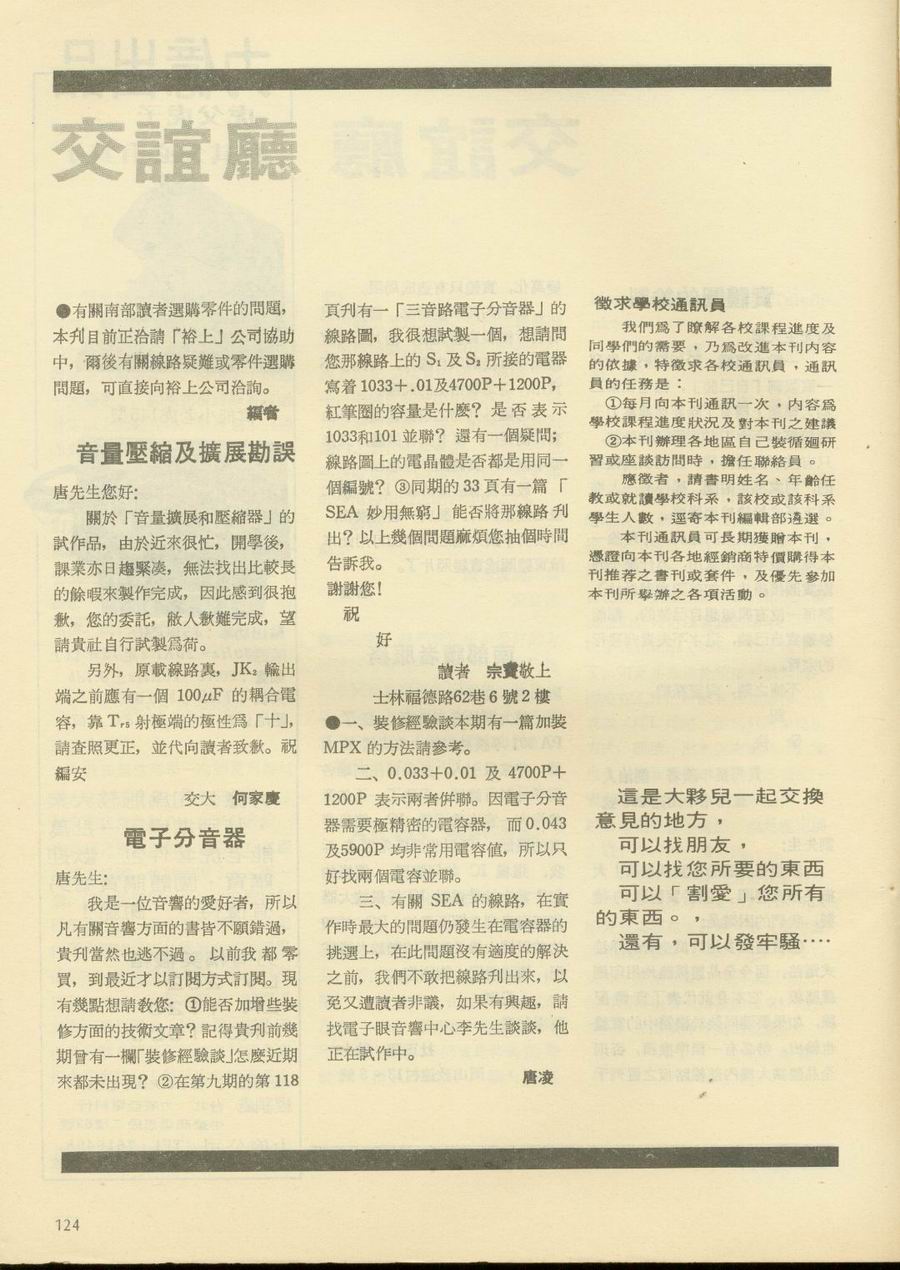 交誼廳
●有關南部讀者選購零件的問題，
本刋目前正洽請「裕上」公司協助
中，爾後有關線路疑難或零件選購
問題，可直接向裕上公司洽詢。
編者
音量壓縮及擴展勘誤
唐先生您好:
關於「音量擴展和壓縮器」的
試作品，由於近來很忙，開學後，
課業亦日趨緊凑，無法找出比較長
的餘暇來製作完成，因此感到很抱
歉，您的委託，敝人歉難完成，望
請貴社自行試製爲荷。
另外，原載線路裏，JK₂ 輸出
端之前應有一個 100μF 的耦合電
容，靠 Tᵣ₅ 射極端的極性爲「十」，
請查照更正，並代向讀者致歉。祝
編安
交大　何家慶
電子分音器
唐先生:
我是一位音響的愛好者，所以
凡有關音響方面的書皆不願錯過，
貴刋當然也逃不過。以前我都零
買，到最近才以訂閱方式訂閱。現
有幾點想請敎您: ①能否加增些裝
修方面的技術文章? 記得貴刋前幾
期曾有一欄「裝修經驗談」怎麼近期
來都未出現? ②在第九期的第 118
頁刋有一「三音路電子分音器」的
線路圖，我很想試製一個，想請問
您那線路上的 S₁ 及 S₂ 所接的電器
寫着 1033＋.01及4700P＋1200P，
紅筆圈的容量是什麼? 是否表示
1033和101 並聯? 還有一個疑問;
線路圖上的電晶體是否都是用同一
個編號? ③同期的 33 頁有一篇「
SEA 妙用無窮」能否將那線路刋
出? 以上幾個問題麻煩您抽個時間
告訴我。
謝謝您!
祝
好
讀者　宗寶敬上
士林福德路62巷 6 號 2 樓
●一、裝修經驗談本期有一篇加裝
MPX 的方法請參考。
二、0.033＋0.01 及 4700P＋
1200P 表示兩者倂聯。因電子分音
器需要極精密的電容器，而 0.043
及5900P 均非常用電容值，所以只
好找兩個電容並聯。
三、有關 SEA 的線路，在實
作時最大的問題仍發生在電容器的
挑選上，在此問題沒有適度的解決
之前，我們不敢把線路刋出來，以
免又遭讀者非議，如果有興趣，請
找電子眼音響中心李先生談談，他
正在試作中。
唐凌
徵求學校通訊員
我們爲了瞭解各校課程進度及
同學們的需要，乃爲改進本刊内容
的依據，特徵求各校通訊員，通訊
員的任務是：
①每月向本刊通訊一次，内容爲
學校課程進度狀況及對本刊之建議
②本刊辦理各地區自己裝循廻研
習或座談訪問時，擔任聯絡員。
應徵者，請書明姓名、年齡任
教或就讀學校科系，該校或該科系
學生人數，逕寄本刊編輯部遴選。
本刊通訊員可長期獲贈本刊，
憑證向本刊各地經銷商特價購得本
刊推荐之書刊或套件，及優先參加
本刊所舉辦之各項活動。
這是大夥兒一起交換
意見的地方，
可以找朋友，
可以找您所要的東西
可以「割愛」您所有
的東西。，
還有，可以發牢騷‥‥
124